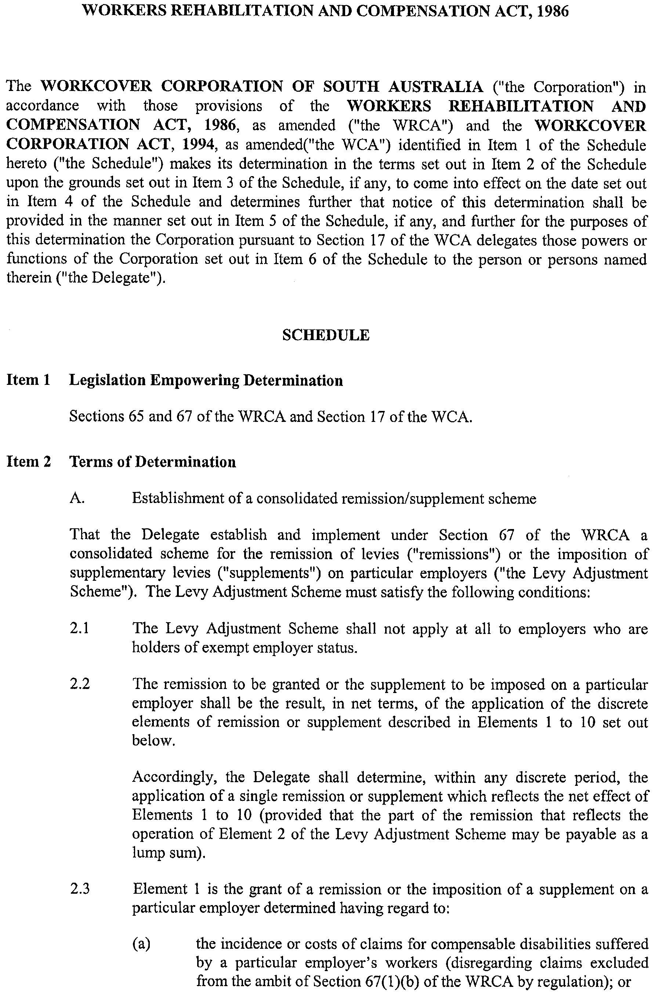 WORKERS REHABILITATION AND COMPENSATION ACT, 1986
The WORKCOVER CORPORATION OF SOUTH AUSTRALIA ("the Corporation") in
accordance with those provisions of the WORKERS REHABILITATION AND
COMPENSATION ACT, 1986, as amended ("the WRCA") and the WORKCOVER
CORPORATION ACT, 1994, as amended("the WCA") identified in Item 1 of the Schedule
hereto ("the Schedule") makes its determination in the terms set out in Item 2 of the Schedule
upon the grounds set out in Item 3 of the Schedule, if any, to come into effect on the date set out
in Item 4 of the Schedule and determines further that notice of this determination shall be
provided in the manner set out in Item 5 of the Schedule, if any, and further for the purposes of
this determination the Corporation pursuant to Section 17 of the WCA delegates those powers or
functions of the Corporation set out in Item 6 of the Schedule to the person or persons named
therein ("the Delegate").
SCHEDULE
Item 1 Legislation Empowering Determination
Sections 65 and 67 of the WRCA and Section 17 of the WCA.
Item 2 Terms of Determination
A. Establishment of a consolidated remission/supplement scheme
That the Delegate establish and implement under Section 67 of the WRCA a
consolidated scheme for the remission of levies ("remissions") or the imposition of
supplementary levies ("supplements") on particular employers ("the Levy Adjustment
Scheme"). The Levy Adjustment Scheme must satisfy the following conditions:
2.1 The Levy Adjustment Scheme shall not apply at all to employers who are
holders of exempt employer status.
2.2 The remission to be granted or the supplement to be imposed on a particular
employer shall be the result, in net terms, of the application of the discrete
elements of remission or supplement described in Elements 1 to 10 set out
below.
Accordingly, the Delegate shall determine, within any discrete period, the
application of a single remission or supplement which reflects the net effect of
Elements 1 to 10 (provided that the part of the remission that reflects the
operation of Element 2 of the Levy Adjustment Scheme may be payable as a
lump sum).
2.3 Element 1 is the grant of a remission or the imposition of a supplement on a
particular employer determined having regard to:
(a) the incidence or costs of claims for compensable disabilities suffered
by a particular employer's workers (disregarding claims excluded
from the ambit of Section 67(1)(b) of the WRCA by regulation); or